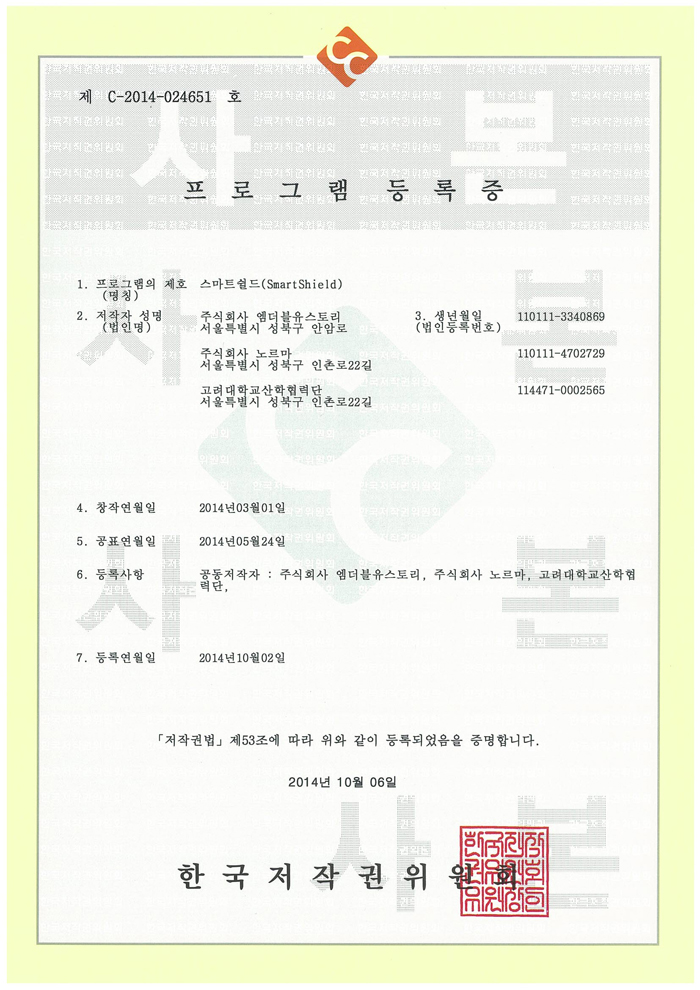 제 C-2014-024651 호
사본
프로그램 등록증
1. 프로그램의 제호 스마트쉴드(SmartShield)
(명칭)
2. 저작자 성명 주식회사 엠더블유스토리 3. 생년월일 110111-3340869
(법인명) 서울특별시 성북구 안암로 (법인등록번호)
주식회사 노르마 110111-4702729
서울특별시 성북구 인촌로22길
고려대학교산학협력단 114471-0002565
서울특별시 성북구 인촌로22길
4. 창작연월일 2014년03월01일
5. 공표연월일 2014년05월24일
6. 등록사항 공동저작자 : 주식회사 엠더블유스토리, 주식회사 노르마, 고려대학교산학협
력단,
7. 등록연월일 2014년10월02일
「저작권법」제53조에 따라 위와 같이 등록되었음을 증명합니다.
2014년 10월 06일
한국저작권위원회